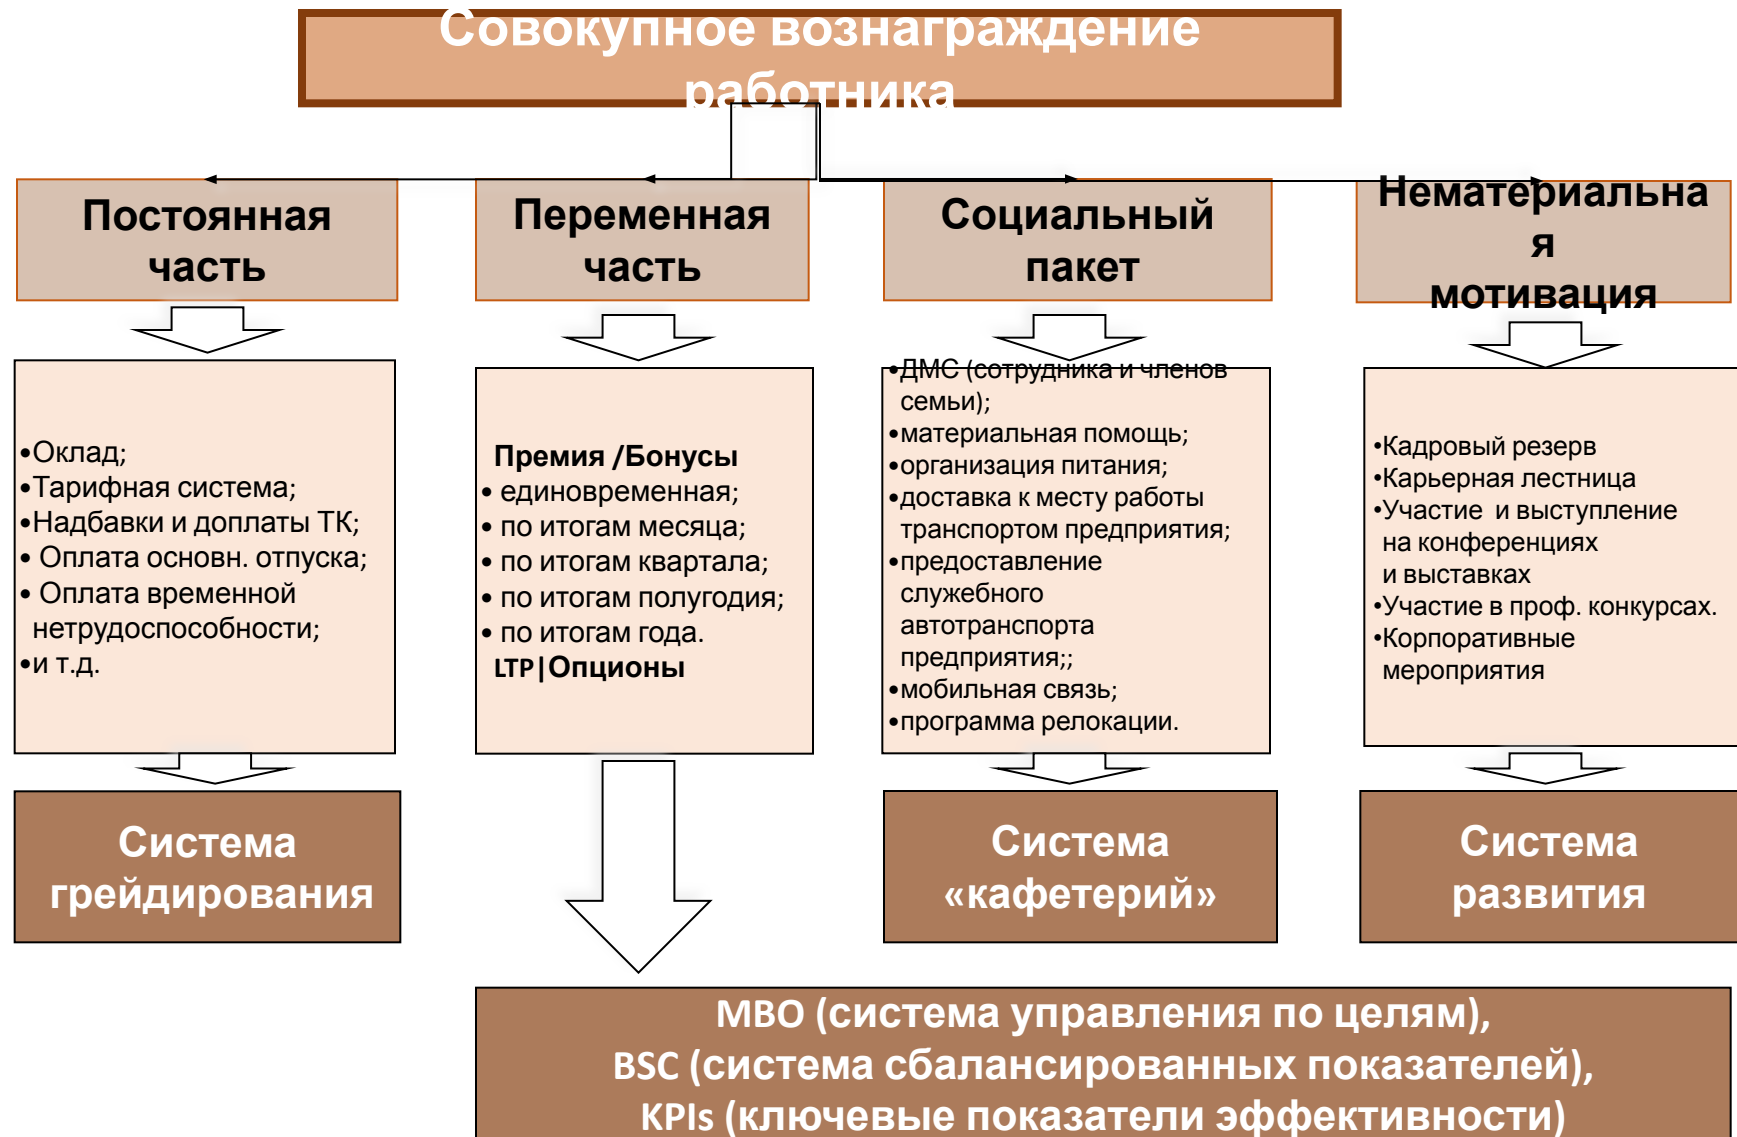 Совокупное вознаграждение
работника
Постоянная
часть
Переменная
часть
Социальный
пакет
Нематериальна
я
мотивация
•Оклад;
•Тарифная система;
•Надбавки и доплаты ТК;
• Оплата основн. отпуска;
• Оплата временной
нетрудоспособности;
•и т.д.
Премия /Бонусы
• единовременная;
• по итогам месяца;
• по итогам квартала;
• по итогам полугодия;
• по итогам года.
LTP|Опционы
•ДМС (сотрудника и членов
семьи);
•материальная помощь;
•организация питания;
•доставка к месту работы
транспортом предприятия;
•предоставление
служебного
автотранспорта
предприятия;;
•мобильная связь;
•программа релокации.
•Кадровый резерв
•Карьерная лестница
•Участие и выступление
на конференциях
и выставках
•Участие в проф. конкурсах.
•Корпоративные
мероприятия
Система
грейдирования
Система
«кафетерий»
Система
развития
МВО (система управления по целям),
BSC (система сбалансированных показателей),
KPIs (ключевые показатели эффективности)